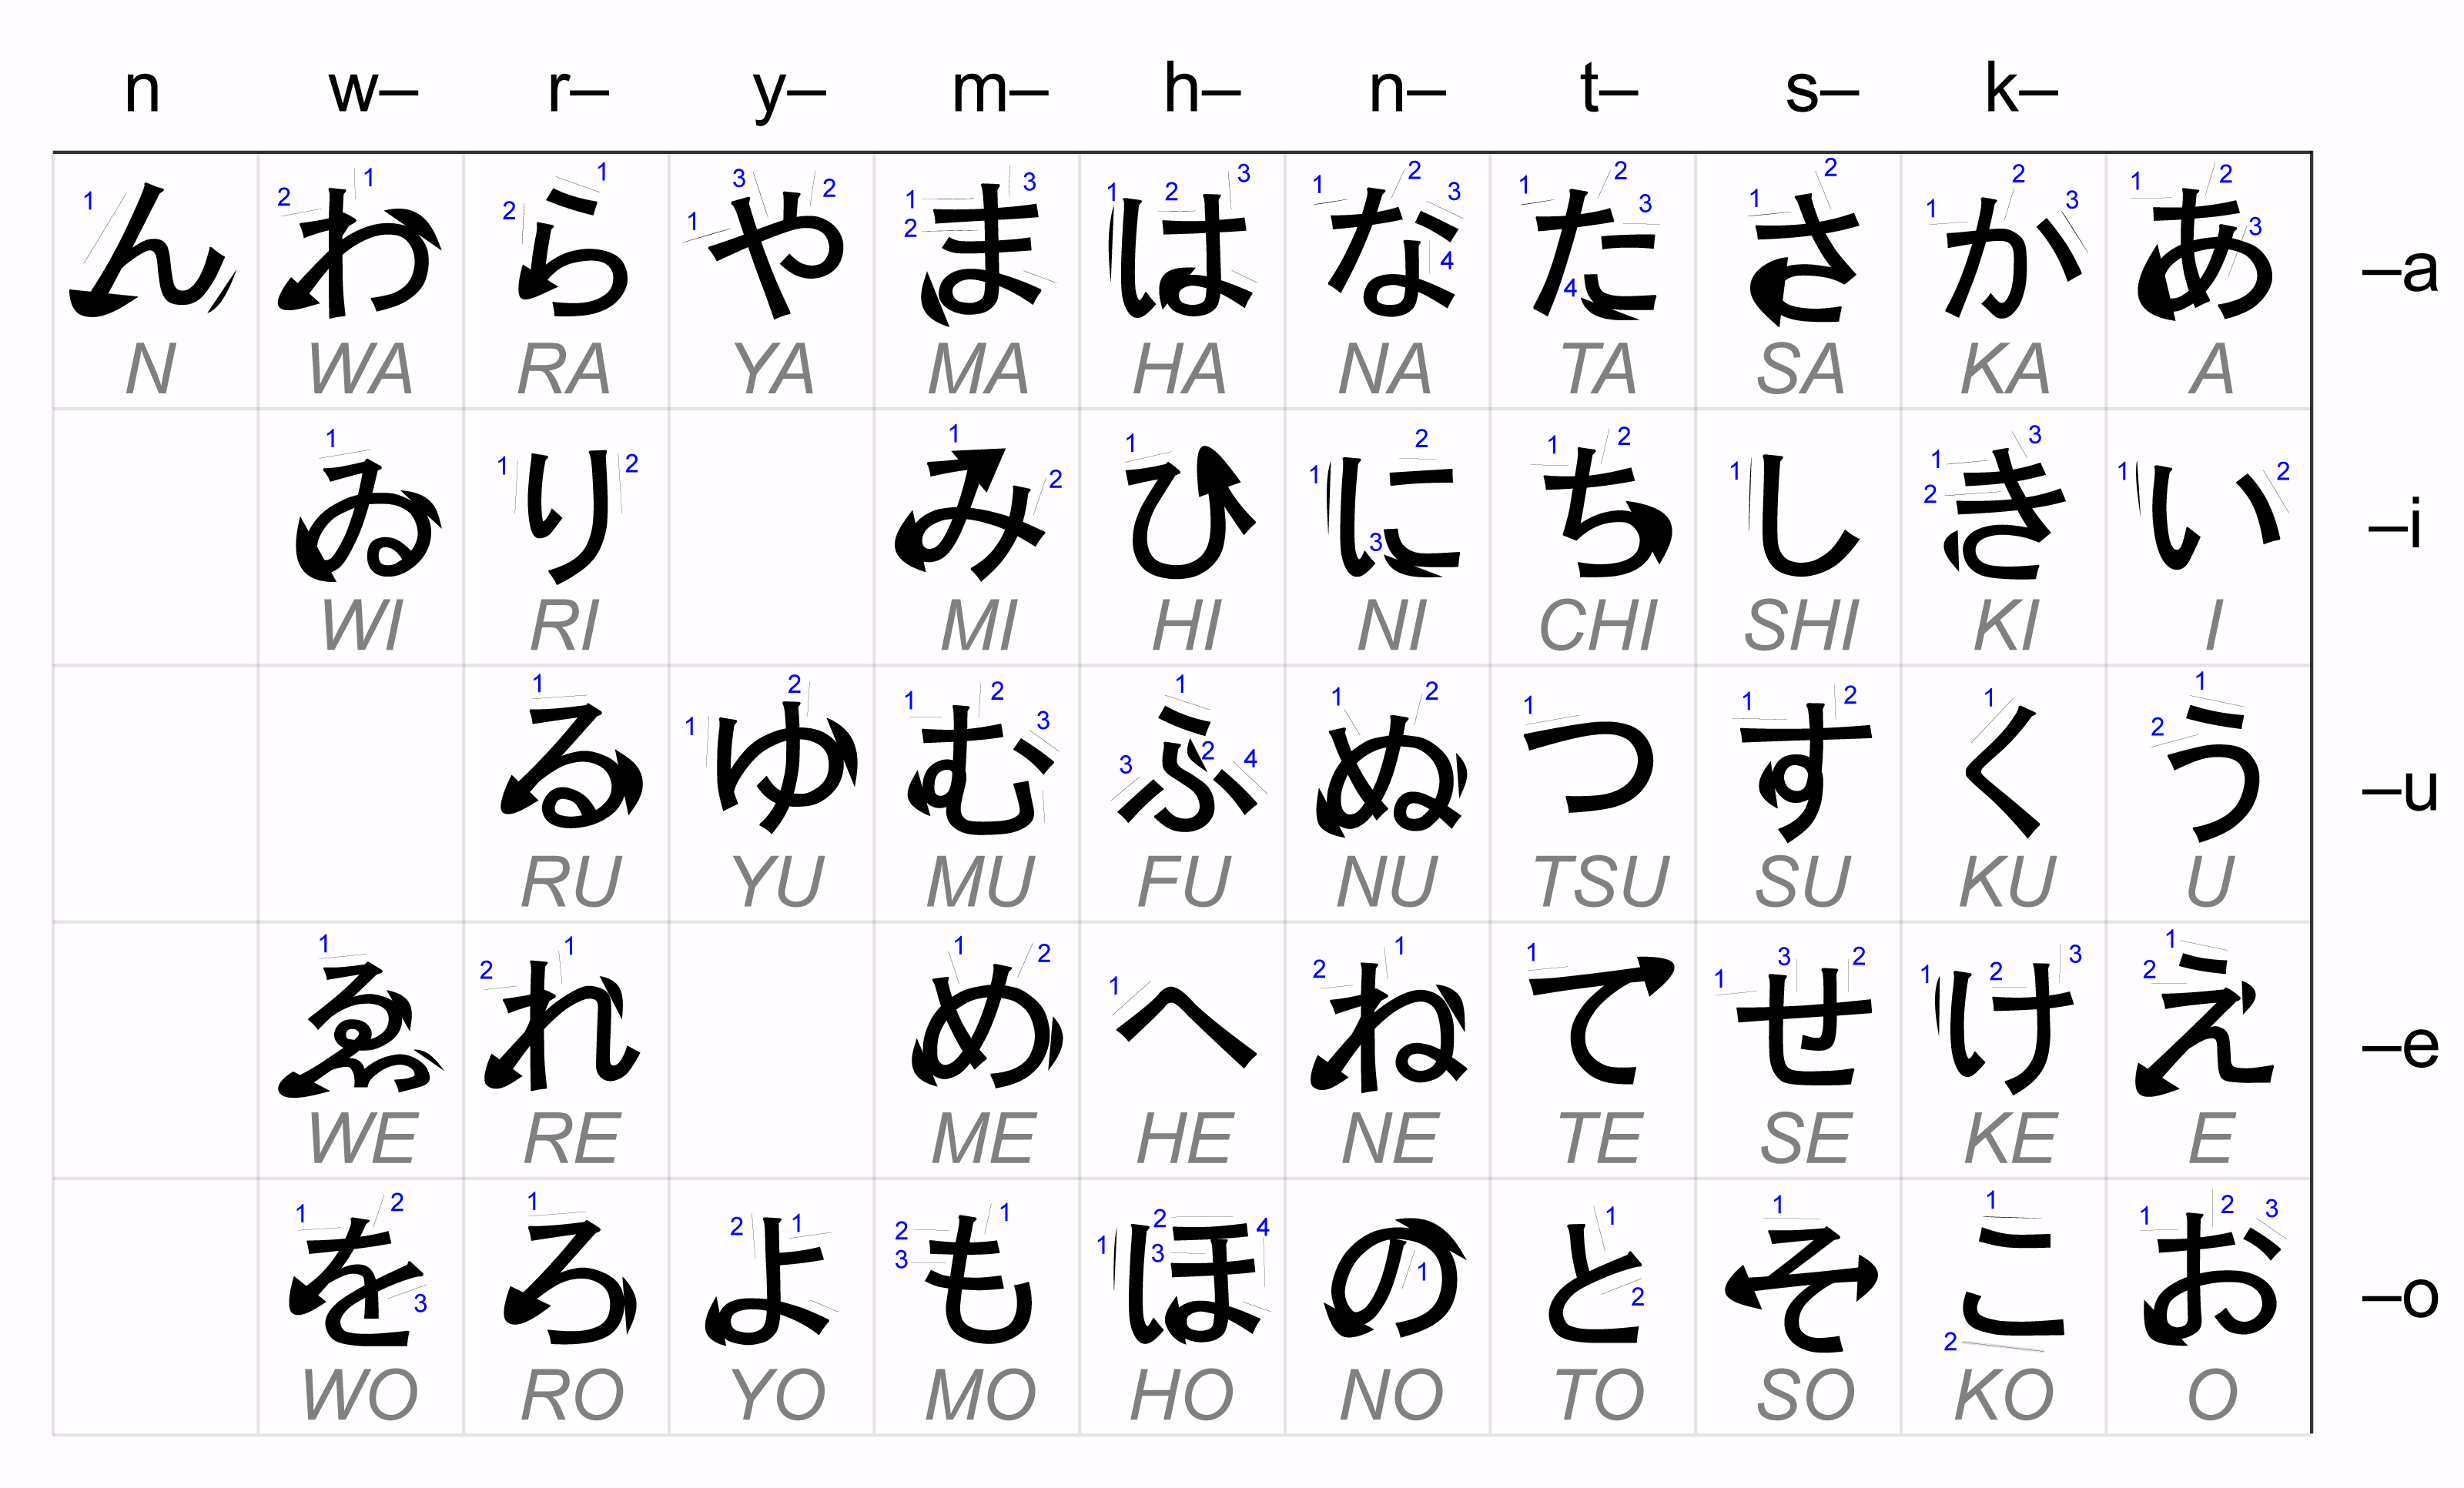 n w– r– y– m– h– n– t– s– k–
ん わ ら や ま は な た さ か あ –a
N WA RA YA MA HA NA TA SA KA A
ゐ り み ひ に ち し き い –i
WI RI MI HI NI CHI SHI KI I
る ゆ む ふ ぬ つ す く う –u
RU YU MU FU NU TSU SU KU U
ゑ れ め へ ね て せ け え –e
WE RE ME HE NE TE SE KE E
を ろ よ も ほ の と そ こ お –o
WO RO YO MO HO NO TO SO KO O